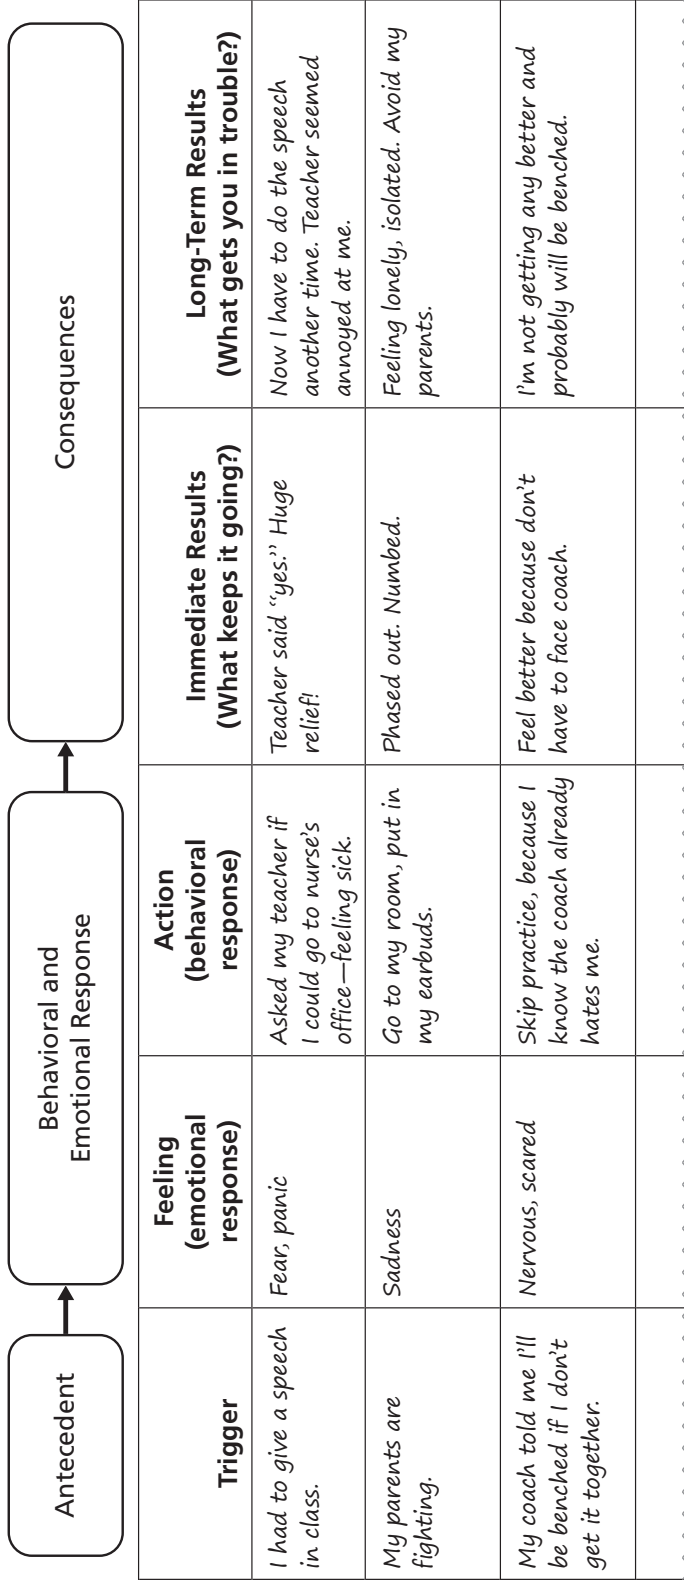 Antecedent
Behavioral and
Emotional Response
Consequences
Trigger
Feeling
(emotional
response)
Action
(behavioral
response)
Immediate Results
(What keeps it going?)
Long-Term Results
(What gets you in trouble?)
I had to give a speech
in class.
Fear, panic
Asked my teacher if
I could go to nurse's
office—feeling sick.
Teacher said “yes.” Huge
relief!
Now I have to do the speech
another time. Teacher seemed
annoyed at me.
My parents are
fighting.
Sadness
Go to my room, put in
my earbuds.
Phased out. Numbed.
Feeling lonely, isolated. Avoid my
parents.
My coach told me I'll
be benched if I don't
get it together.
Nervous, scared
Skip practice, because I
know the coach already
hates me.
Feel better because don't
have to face coach.
I'm not getting any better and
probably will be benched.